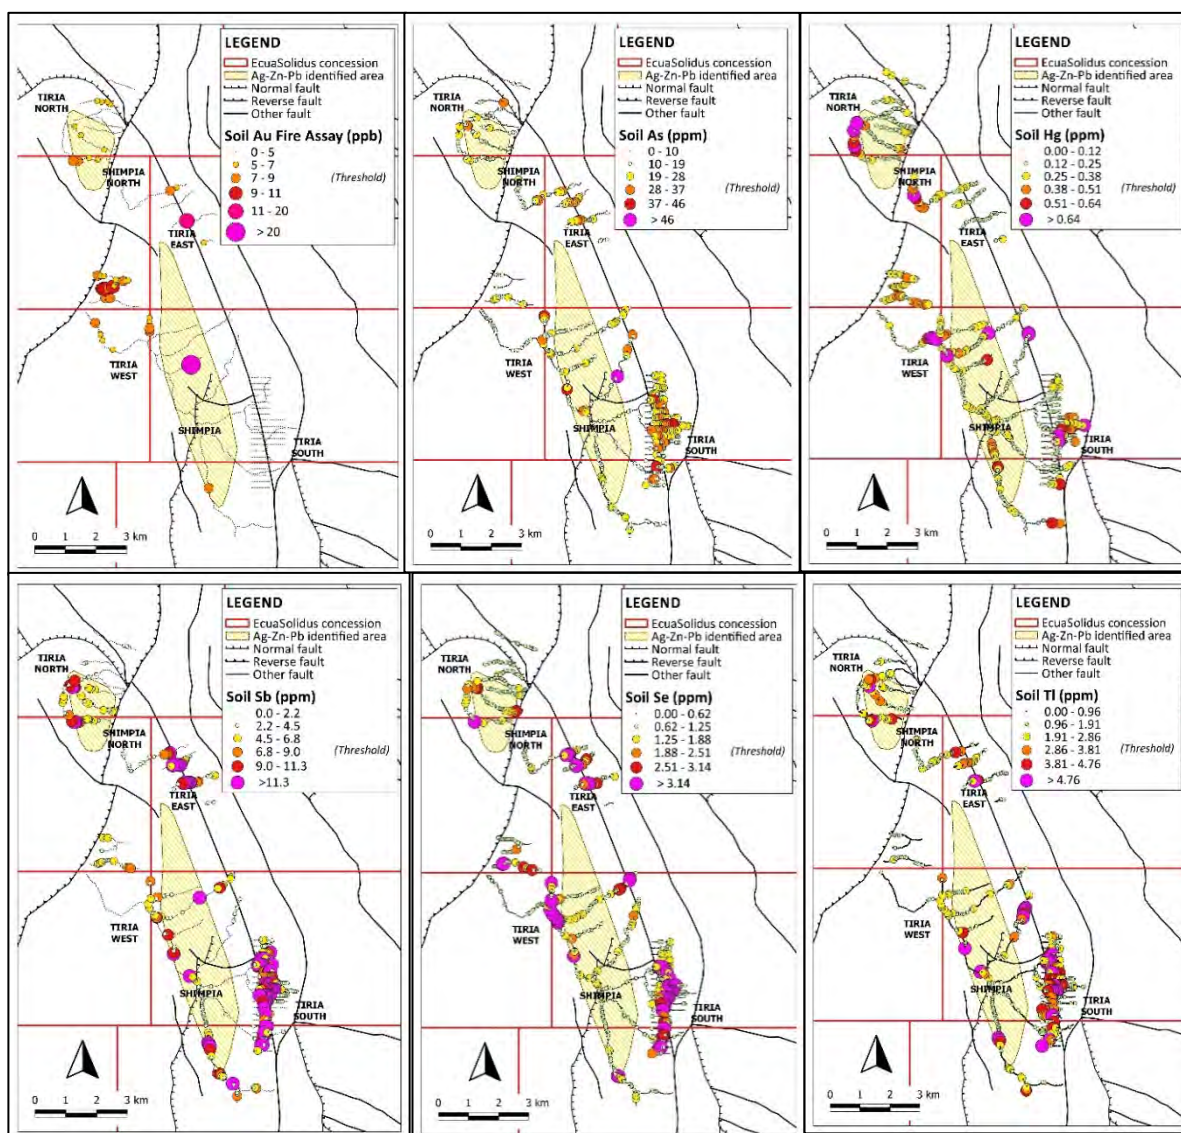 LEGEND
EcuaSolidus concession
Ag-Zn-Pb identified area
Normal fault
Reverse fault
Other fault
Soil Au Fire Assay (ppb)
0 - 5
5 - 7
7 - 9
(Threshold)
9 - 11
11 - 20
> 20
TIRIA
NORTH
SHIMPIA
NORTH
TIRIA
EAST
TIRIA
WEST
SHIMPIA
TIRIA
SOUTH
0 1 2 3 km
LEGEND
EcuaSolidus concession
Ag-Zn-Pb identified area
Normal fault
Reverse fault
Other fault
Soil As (ppm)
0 - 10
10 - 19
19 - 28
28 - 37
(Threshold)
37 - 46
> 46
TIRIA
NORTH
SHIMPIA
NORTH
TIRIA
EAST
TIRIA
WEST
SHIMPIA
TIRIA
SOUTH
0 1 2 3 km
LEGEND
EcuaSolidus concession
Ag-Zn-Pb identified area
Normal fault
Reverse fault
Other fault
Soil Hg (ppm)
0.00 - 0.12
0.12 - 0.25
0.25 - 0.38
0.38 - 0.51
(Threshold)
0.51 - 0.64
> 0.64
TIRIA
NORTH
SHIMPIA
NORTH
TIRIA
EAST
TIRIA
WEST
SHIMPIA
TIRIA
SOUTH
0 1 2 3 km
LEGEND
EcuaSolidus concession
Ag-Zn-Pb identified area
Normal fault
Reverse fault
Other fault
Soil Sb (ppm)
0.0 - 2.2
2.2 - 4.5
4.5 - 6.8
6.8 - 9.0
(Threshold)
9.0 - 11.3
>11.3
TIRIA
NORTH
SHIMPIA
NORTH
TIRIA
EAST
TIRIA
WEST
SHIMPIA
TIRIA
SOUTH
0 1 2 3 km
LEGEND
EcuaSolidus concession
Ag-Zn-Pb identified area
Normal fault
Reverse fault
Other fault
Soil Se (ppm)
0.00 - 0.62
0.62 - 1.25
1.25 - 1.88
1.88 - 2.51
(Threshold)
2.51 - 3.14
> 3.14
TIRIA
NORTH
SHIMPIA
NORTH
TIRIA
EAST
TIRIA
WEST
SHIMPIA
TIRIA
SOUTH
0 1 2 3 km
LEGEND
EcuaSolidus concession
Ag-Zn-Pb identified area
Normal fault
Reverse fault
Other fault
Soil Tl (ppm)
0.00 - 0.96
0.96 - 1.91
1.91 - 2.86
2.86 - 3.81
(Threshold)
3.81 - 4.76
> 4.76
TIRIA
NORTH
SHIMPIA
NORTH
TIRIA
EAST
TIRIA
WEST
SHIMPIA
TIRIA
SOUTH
0 1 2 3 km